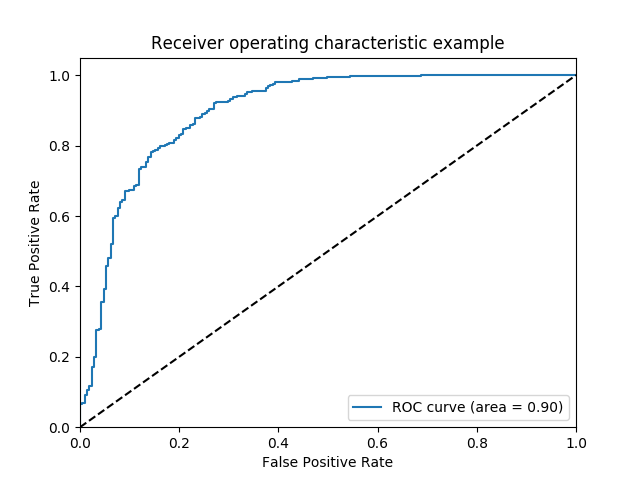 Receiver operating characteristic example
1.0
0.8
0.6
0.4
0.2
0.0
True Positive Rate
ROC curve (area = 0.90)
0.0 0.2 0.4 0.6 0.8 1.0
False Positive Rate